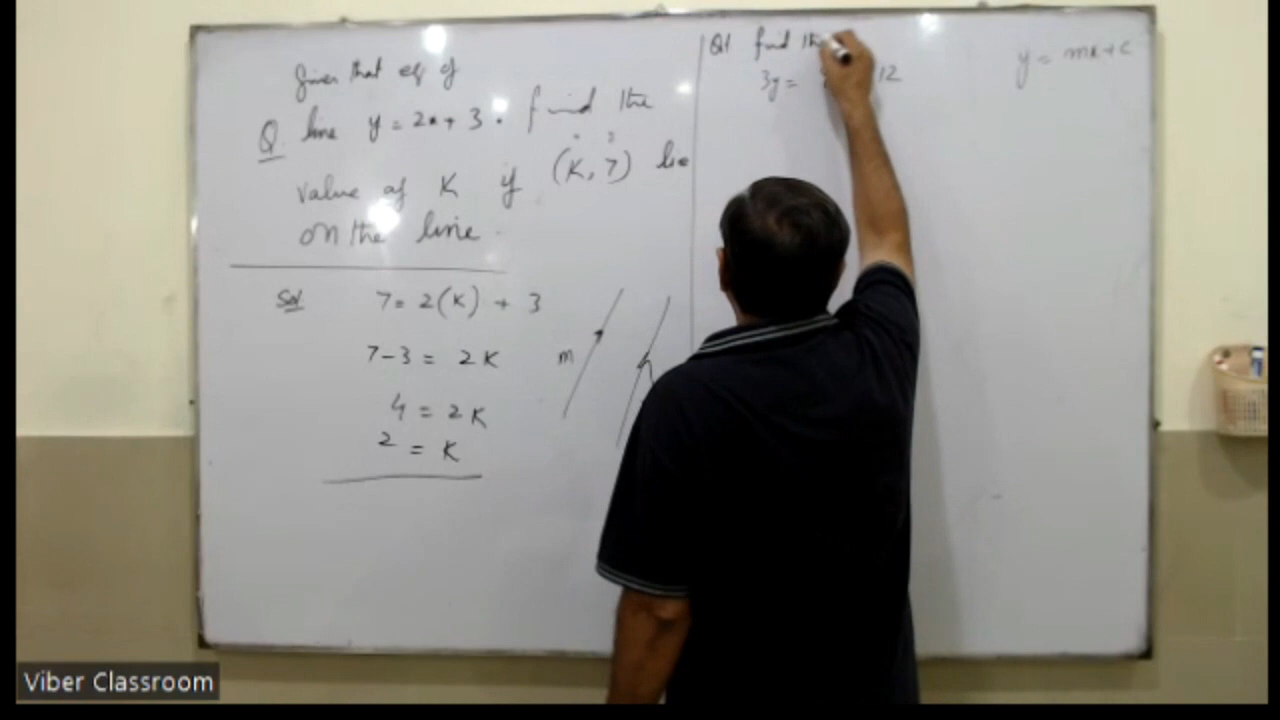 Given that eq of
Q. line y = 2x + 3 . find the
value of K if (K, 7) lie
on the line .
Sol 7 = 2(K) + 3
7-3 = 2K
4 = 2K
2 = K
m
Q1 find the
3y = 12
y = mx+c
Viber Classroom